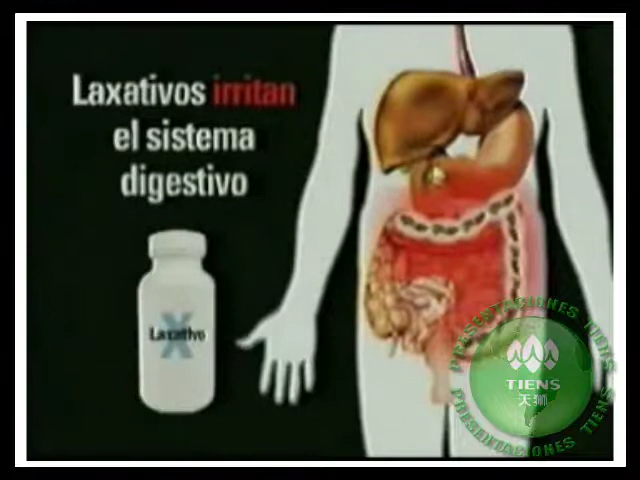 Laxativos irritan
el sistema
digestivo
Laxativo
X
PRESENTACIONES TIENS
TIENS
天狮
PRESENTACIONES TIENS